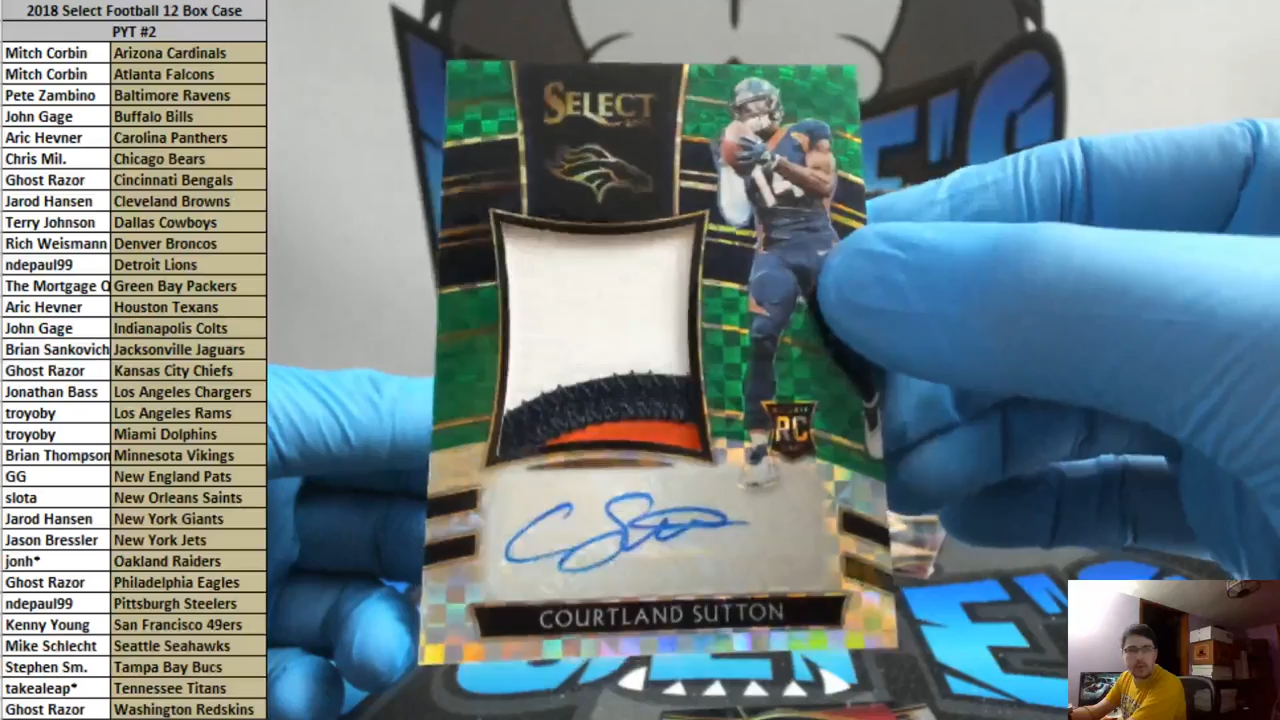 2018 Select Football 12 Box Case
PYT #2
Mitch Corbin Arizona Cardinals
Mitch Corbin Atlanta Falcons
Pete Zambino Baltimore Ravens
John Gage Buffalo Bills
Aric Hevner Carolina Panthers
Chris Mil. Chicago Bears
Ghost Razor Cincinnati Bengals
Jarod Hansen Cleveland Browns
Terry Johnson Dallas Cowboys
Rich Weismann Denver Broncos
ndepaul99 Detroit Lions
The Mortgage Green Bay Packers
Aric Hevner Houston Texans
John Gage Indianapolis Colts
Brian Sankovich Jacksonville Jaguars
Ghost Razor Kansas City Chiefs
Jonathan Bass Los Angeles Chargers
troyoby Los Angeles Rams
troyoby Miami Dolphins
Brian Thompson Minnesota Vikings
GG New England Pats
slota New Orleans Saints
Jarod Hansen New York Giants
Jason Bressler New York Jets
jonh* Oakland Raiders
Ghost Razor Philadelphia Eagles
ndepaul99 Pittsburgh Steelers
Kenny Young San Francisco 49ers
Mike Schlecht Seattle Seahawks
Stephen Sm. Tampa Bay Bucs
takealeap* Tennessee Titans
Ghost Razor Washington Redskins
SELECT
14
RC
COURTLAND SUTTON